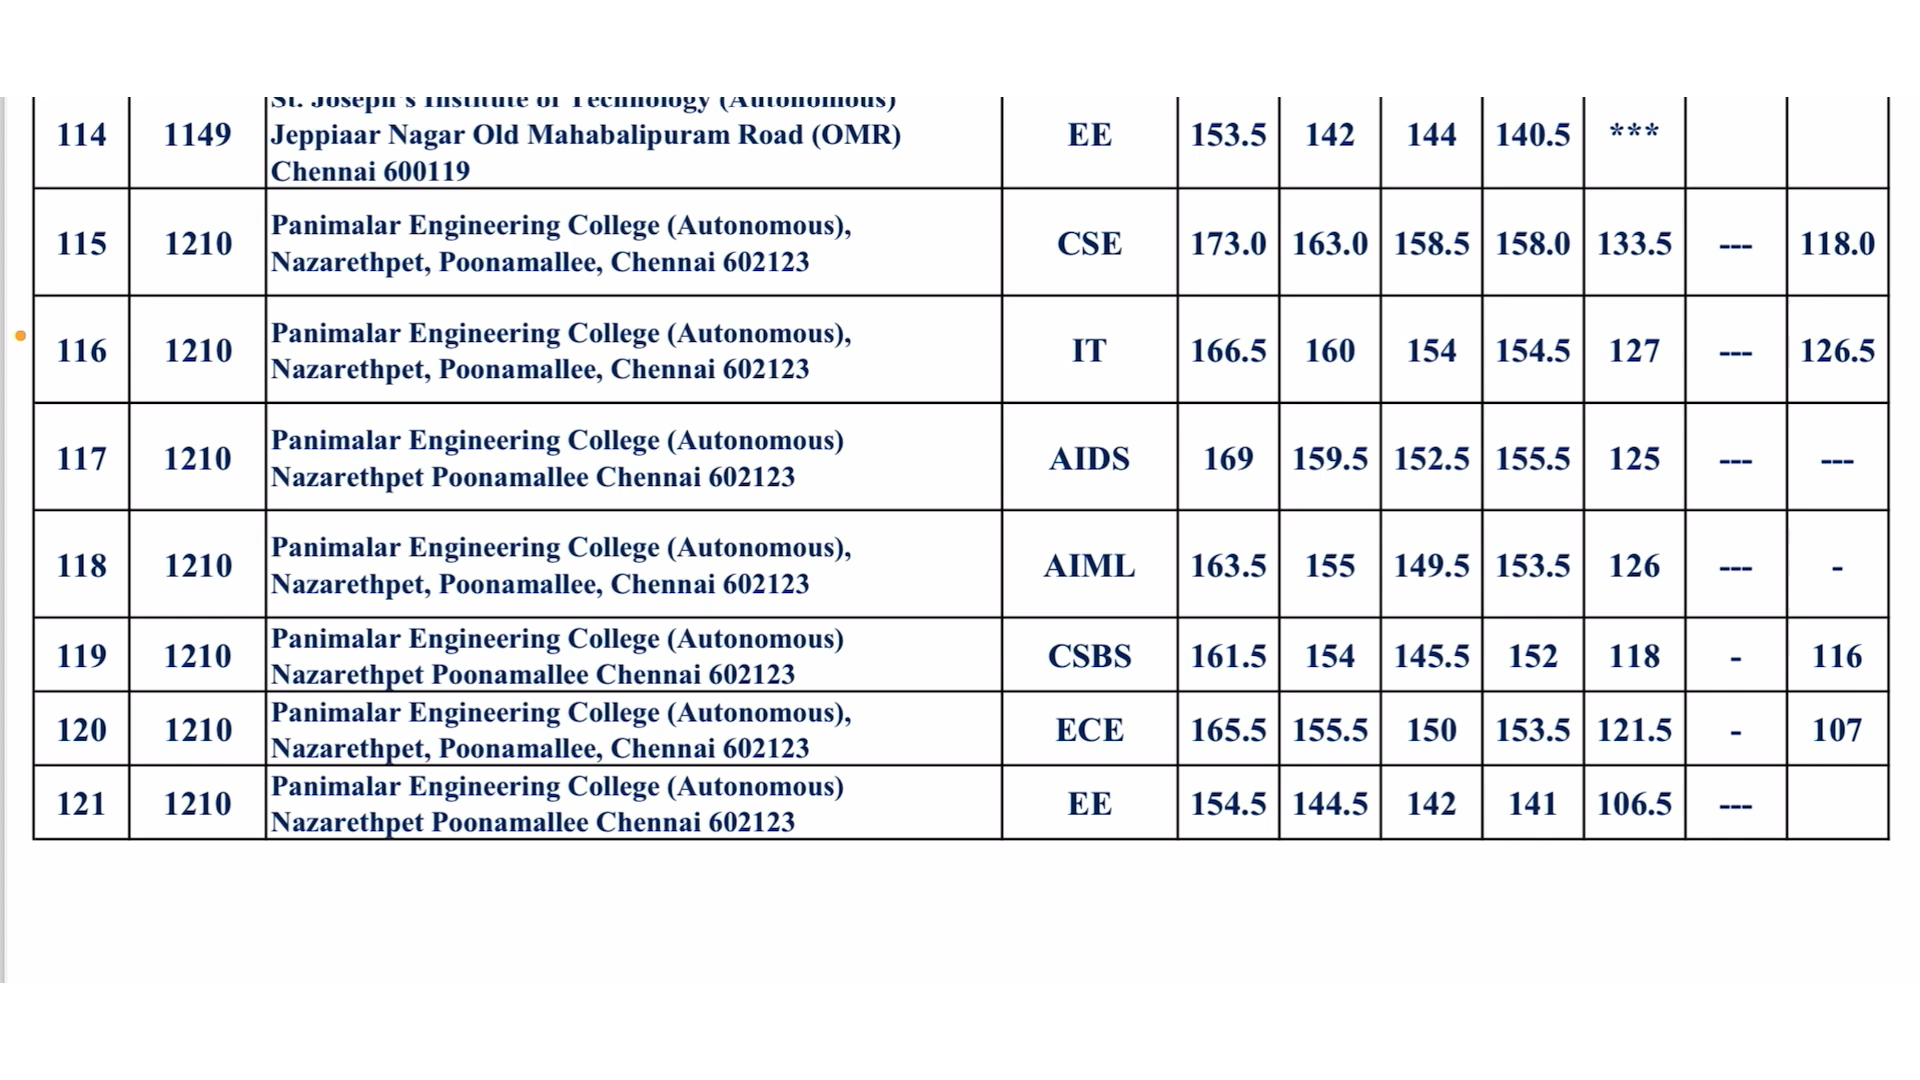 St. Joseph's Institute of Technology (Autonomous)
114 1149 Jeppiaar Nagar Old Mahabalipuram Road (OMR) EE 153.5 142 144 140.5 ***
Chennai 600119
Panimalar Engineering College (Autonomous),
115 1210 CSE 173.0 163.0 158.5 158.0 133.5 --- 118.0
Nazarethpet, Poonamallee, Chennai 602123
Panimalar Engineering College (Autonomous),
116 1210 IT 166.5 160 154 154.5 127 --- 126.5
Nazarethpet, Poonamallee, Chennai 602123
Panimalar Engineering College (Autonomous)
117 1210 AIDS 169 159.5 152.5 155.5 125 --- ---
Nazarethpet Poonamallee Chennai 602123
Panimalar Engineering College (Autonomous),
118 1210 AIML 163.5 155 149.5 153.5 126 --- -
Nazarethpet, Poonamallee, Chennai 602123
Panimalar Engineering College (Autonomous)
119 1210 CSBS 161.5 154 145.5 152 118 - 116
Nazarethpet Poonamallee Chennai 602123
Panimalar Engineering College (Autonomous),
120 1210 ECE 165.5 155.5 150 153.5 121.5 - 107
Nazarethpet, Poonamallee, Chennai 602123
Panimalar Engineering College (Autonomous)
121 1210 EE 154.5 144.5 142 141 106.5 ---
Nazarethpet Poonamallee Chennai 602123